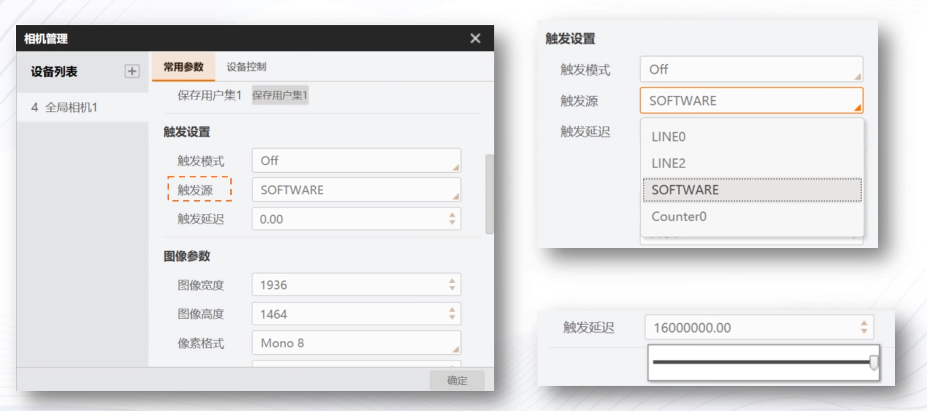 相机管理
设备列表
4 全局相机1
常用参数 设备控制
保存用户集1 保存用户集1
触发设置
触发模式 Off
触发源 SOFTWARE
触发延迟 0.00
图像参数
图像宽度 1936
图像高度 1464
像素格式 Mono 8
确定
触发设置
触发模式 Off
触发源 SOFTWARE
触发延迟
LINE0
LINE2
SOFTWARE
Counter0
触发延迟 16000000.00